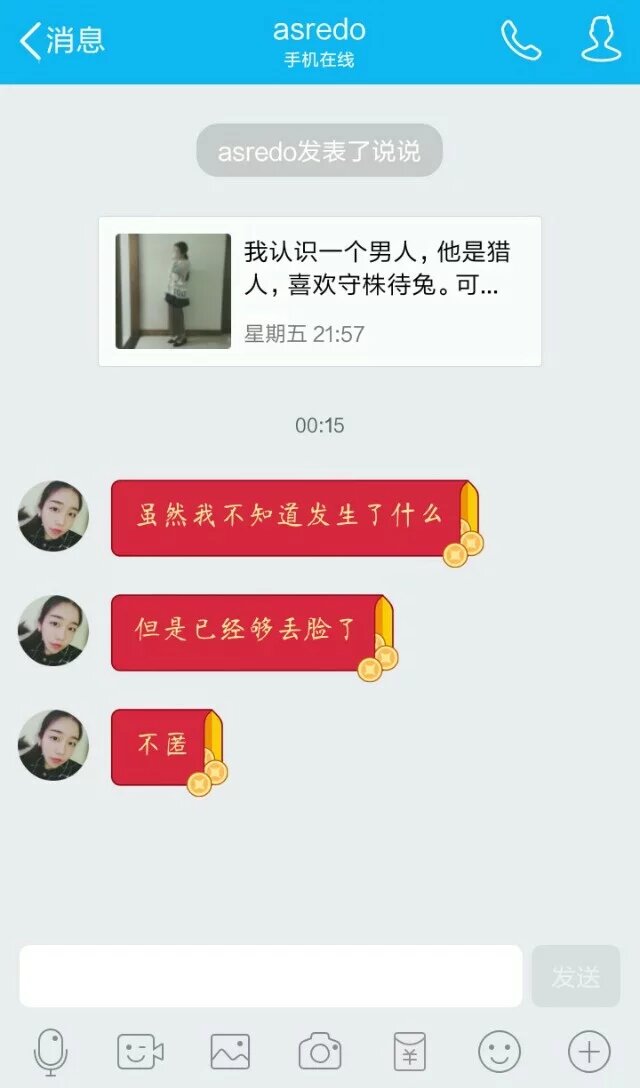 消息
asredo
手机在线
asredo发表了说说
我认识一个男人，他是猎
人，喜欢守株待兔。可...
星期五 21:57
00:15
虽然我不知道发生了什么
但是已经够丢脸了
不匿
发送